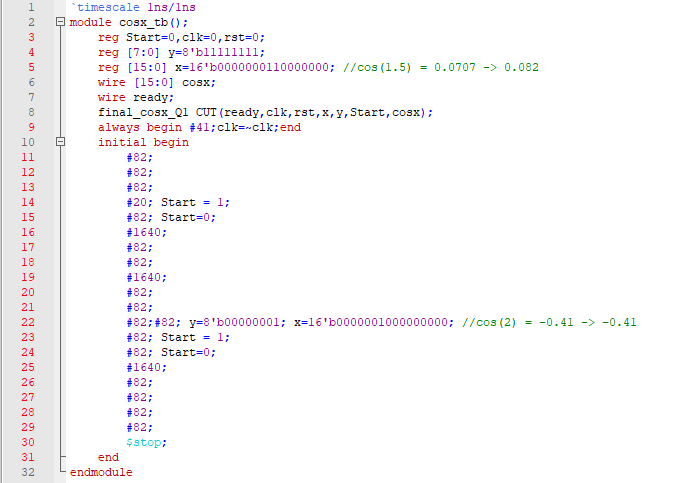 1 `timescale 1ns/1ns
2 module cosx_tb();
3 reg Start=0,clk=0,rst=0;
4 reg [7:0] y=8'b11111111;
5 reg [15:0] x=16'b0000000110000000; //cos(1.5) = 0.0707 -> 0.082
6 wire [15:0] cosx;
7 wire ready;
8 final_cosx_Q1 CUT(ready,clk,rst,x,y,Start,cosx);
9 always begin #41;clk=~clk;end
10 initial begin
11 #82;
12 #82;
13 #82;
14 #20; Start = 1;
15 #82; Start=0;
16 #1640;
17 #82;
18 #82;
19 #1640;
20 #82;
21 #82;
22 #82;#82; y=8'b00000001; x=16'b0000001000000000; //cos(2) = -0.41 -> -0.41
23 #82; Start = 1;
24 #82; Start=0;
25 #1640;
26 #82;
27 #82;
28 #82;
29 #82;
30 $stop;
31 end
32 endmodule